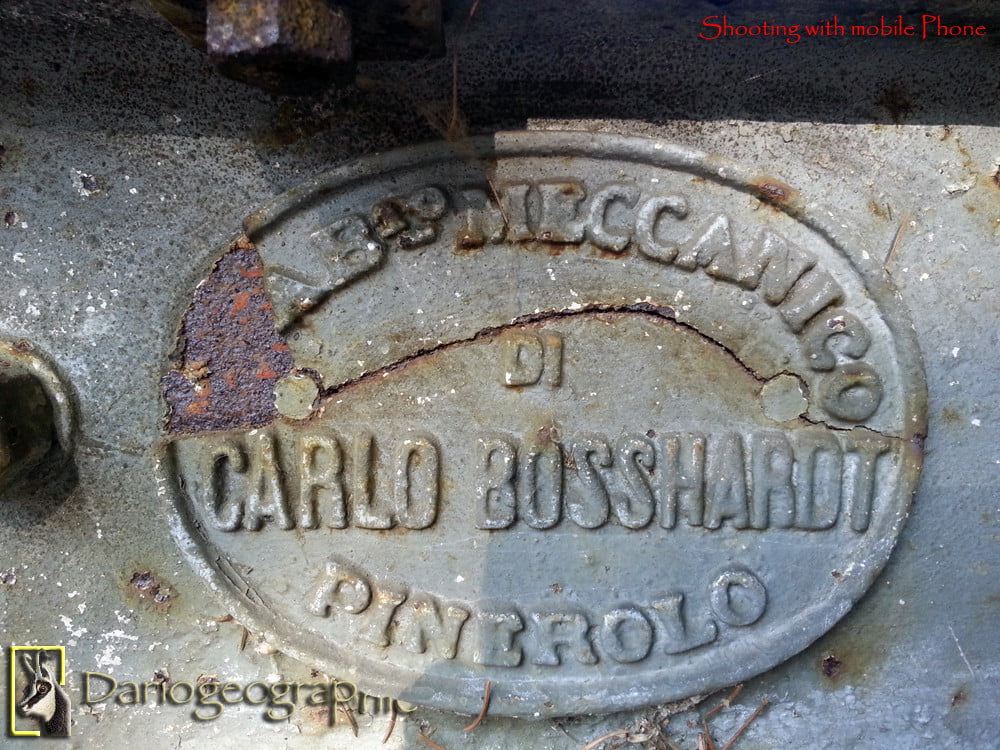 Shooting with mobile Phone
MECCANICO
DI
CARLO BOSSHARDT
PINEROLO
Dariogeographic